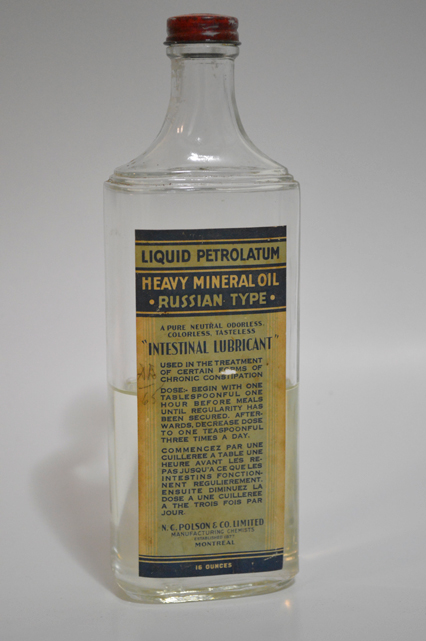 LIQUID PETROLATUM
HEAVY MINERAL OIL
• RUSSIAN TYPE •
A PURE NEUTRAL, ODORLESS,
COLORLESS, TASTELESS
"INTESTINAL LUBRICANT"
USED IN THE TREATMENT
OF CERTAIN FORMS OF
CHRONIC CONSTIPATION
DOSE:- BEGIN WITH ONE
TABLESPOONFUL ONE
HOUR BEFORE MEALS
UNTIL REGULARITY HAS
BEEN SECURED. AFTER-
WARDS, DECREASE DOSE
TO ONE TEASPOONFUL
THREE TIMES A DAY.
COMMENCEZ PAR UNE
CUILLEREE A TABLE UNE
HEURE AVANT LES RE-
PAS JUSQU'A CE QUE LES
INTESTINS FONCTION-
NENT REGULIEREMENT.
ENSUITE DIMINUEZ LA
DOSE A UNE CUILLEREE
A THE TROIS FOIS PAR
JOUR.
N. C. POLSON & CO. LIMITED
MANUFACTURING CHEMISTS
MONTREAL
16 OUNCES